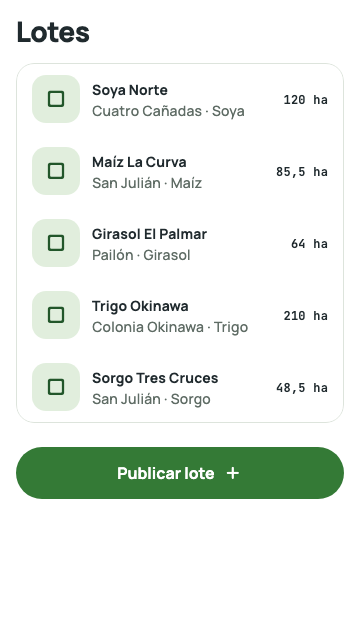 Lotes
Soya Norte
Cuatro Cañadas · Soya
120 ha
Maíz La Curva
San Julián · Maíz
85,5 ha
Girasol El Palmar
Pailón · Girasol
64 ha
Trigo Okinawa
Colonia Okinawa · Trigo
210 ha
Sorgo Tres Cruces
San Julián · Sorgo
48,5 ha
Publicar lote +